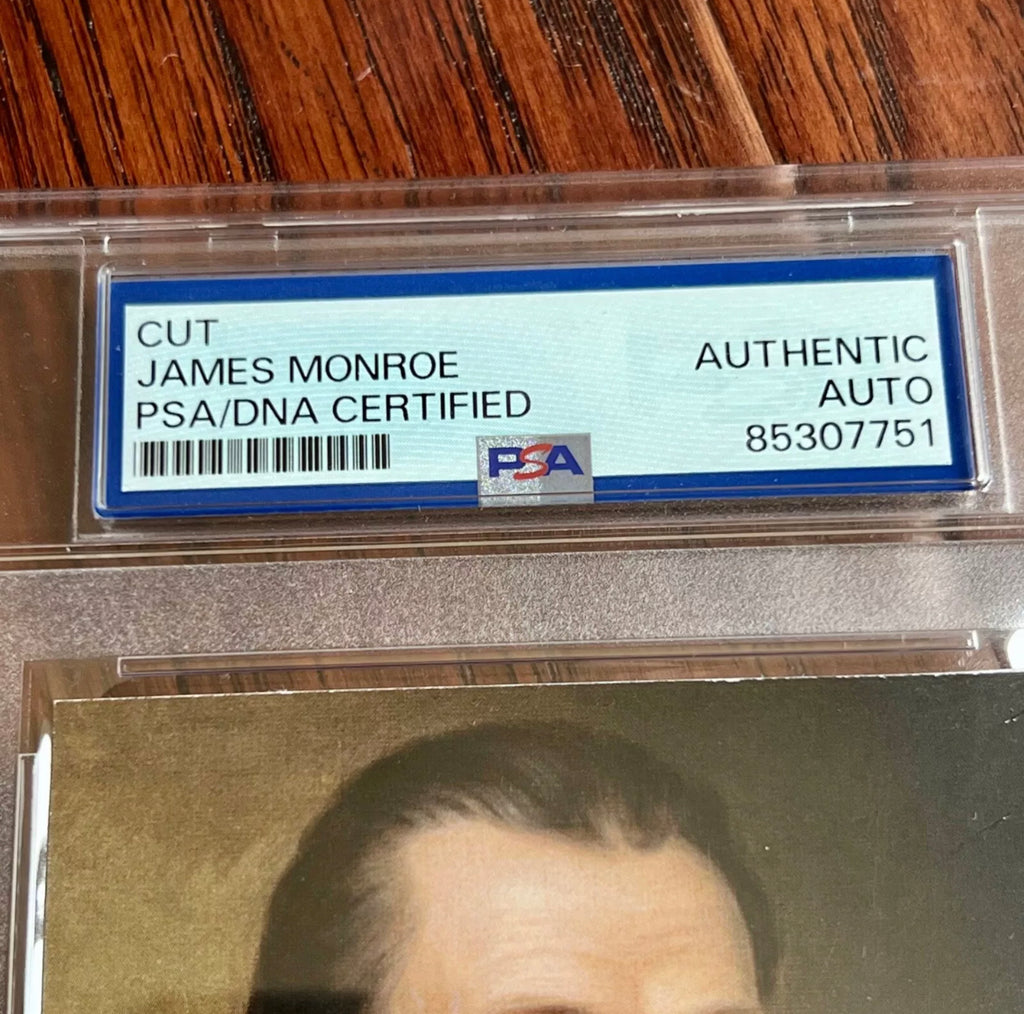 CUT
JAMES MONROE
PSA/DNA CERTIFIED
AUTHENTIC
AUTO
85307751
PSA